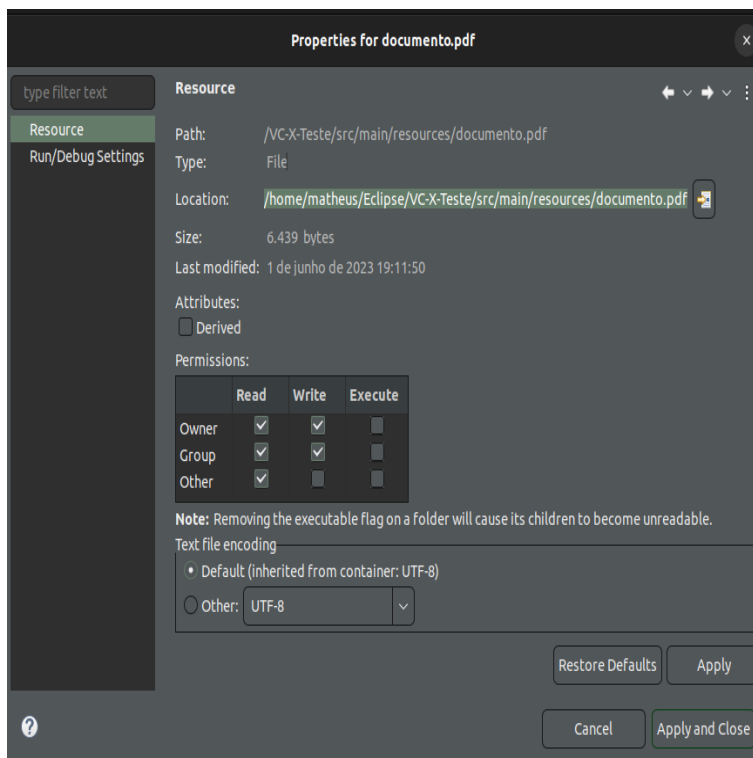 Properties for documento.pdf
x
type filter text
Resource
Run/Debug Settings
Resource
Path: /VC-X-Teste/src/main/resources/documento.pdf
Type: File
Location: /home/matheus/Eclipse/VC-X-Teste/src/main/resources/documento.pdf
Size: 6.439 bytes
Last modified: 1 de junho de 2023 19:11:50
Attributes:
Derived
Permissions:
Read Write Execute
Owner
Group
Other
Note: Removing the executable flag on a folder will cause its children to become unreadable.
Text file encoding
Default (inherited from container: UTF-8)
Other: UTF-8
Restore Defaults Apply
? Cancel Apply and Close